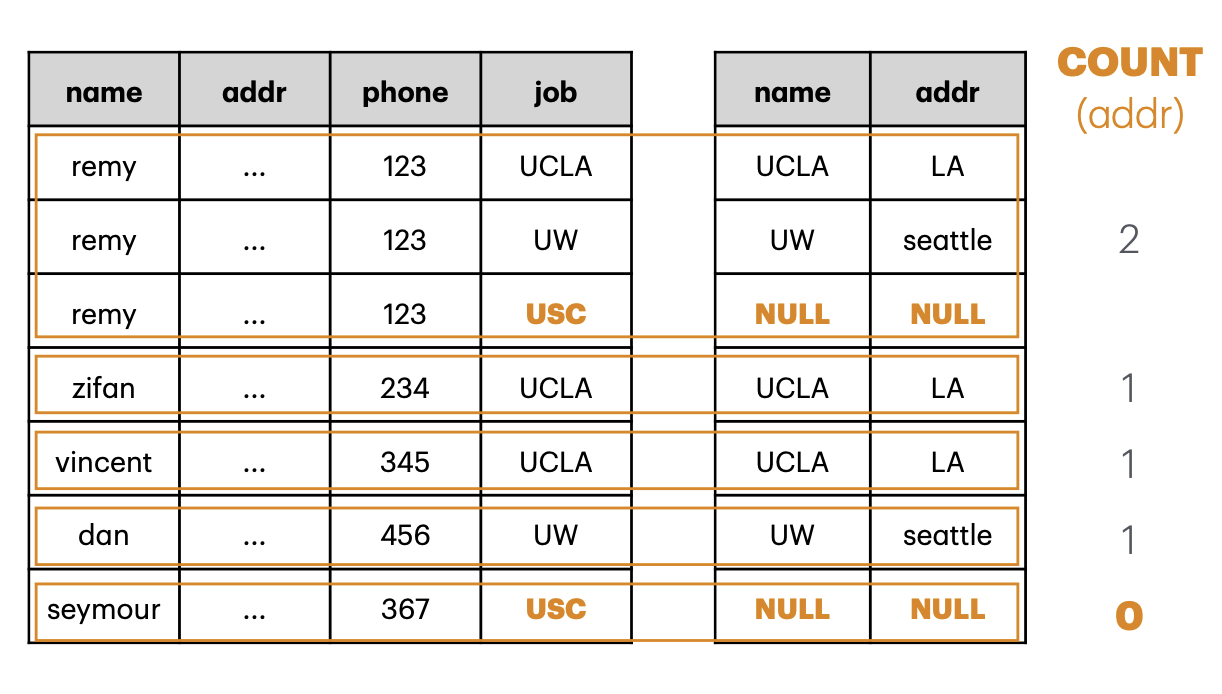 name addr phone job name addr COUNT
(addr)
remy ... 123 UCLA UCLA LA
remy ... 123 UW UW seattle 2
remy ... 123 USC NULL NULL
zifan ... 234 UCLA UCLA LA 1
vincent ... 345 UCLA UCLA LA 1
dan ... 456 UW UW seattle 1
seymour ... 367 USC NULL NULL 0